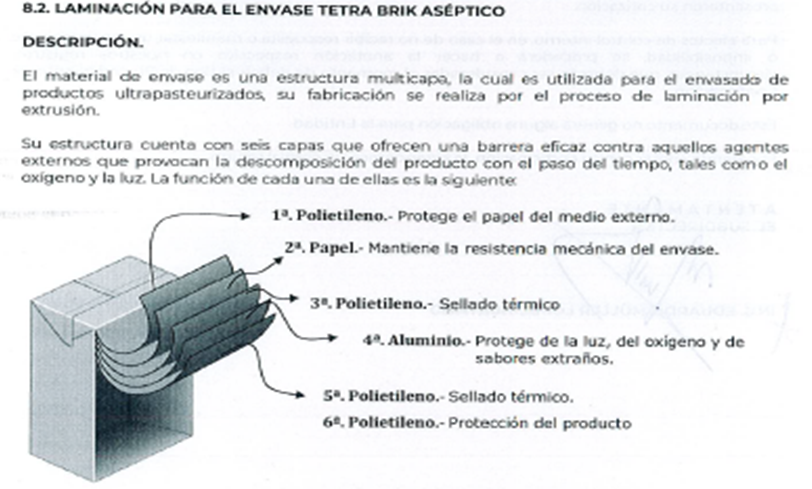 8.2. LAMINACIÓN PARA EL ENVASE TETRA BRIK ASÉPTICO
DESCRIPCIÓN.
El material de envase es una estructura multicapa, la cual es utilizada para el envasado de
productos ultrapasteurizados, su fabricación se realiza por el proceso de laminación por
extrusión.
Su estructura cuenta con seis capas que ofrecen una barrera eficaz contra aquellos agentes
externos que provocan la descomposición del producto con el paso del tiempo, tales como el
oxígeno y la luz. La función de cada una de ellas es la siguiente:
1ª. Polietileno.- Protege el papel del medio externo.
2ª. Papel.- Mantiene la resistencia mecánica del envase.
3ª. Polietileno.- Sellado térmico
4ª. Aluminio.- Protege de la luz, del oxígeno y de
sabores extraños.
5ª. Polietileno.- Sellado térmico.
6ª. Polietileno.- Protección del producto